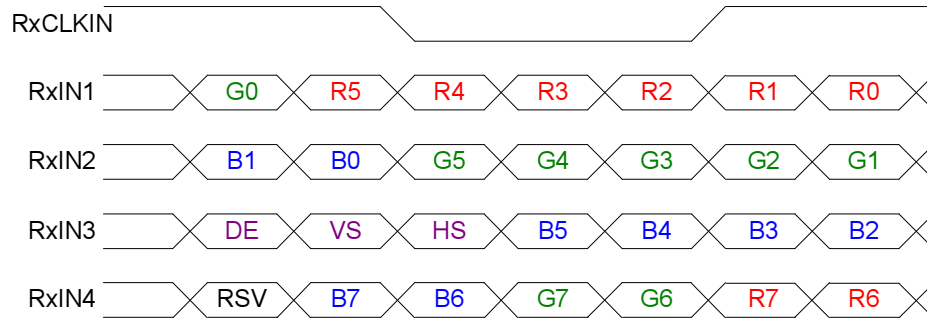 RxCLKIN
RxIN1 G0 R5 R4 R3 R2 R1 R0
RxIN2 B1 B0 G5 G4 G3 G2 G1
RxIN3 DE VS HS B5 B4 B3 B2
RxIN4 RSV B7 B6 G7 G6 R7 R6